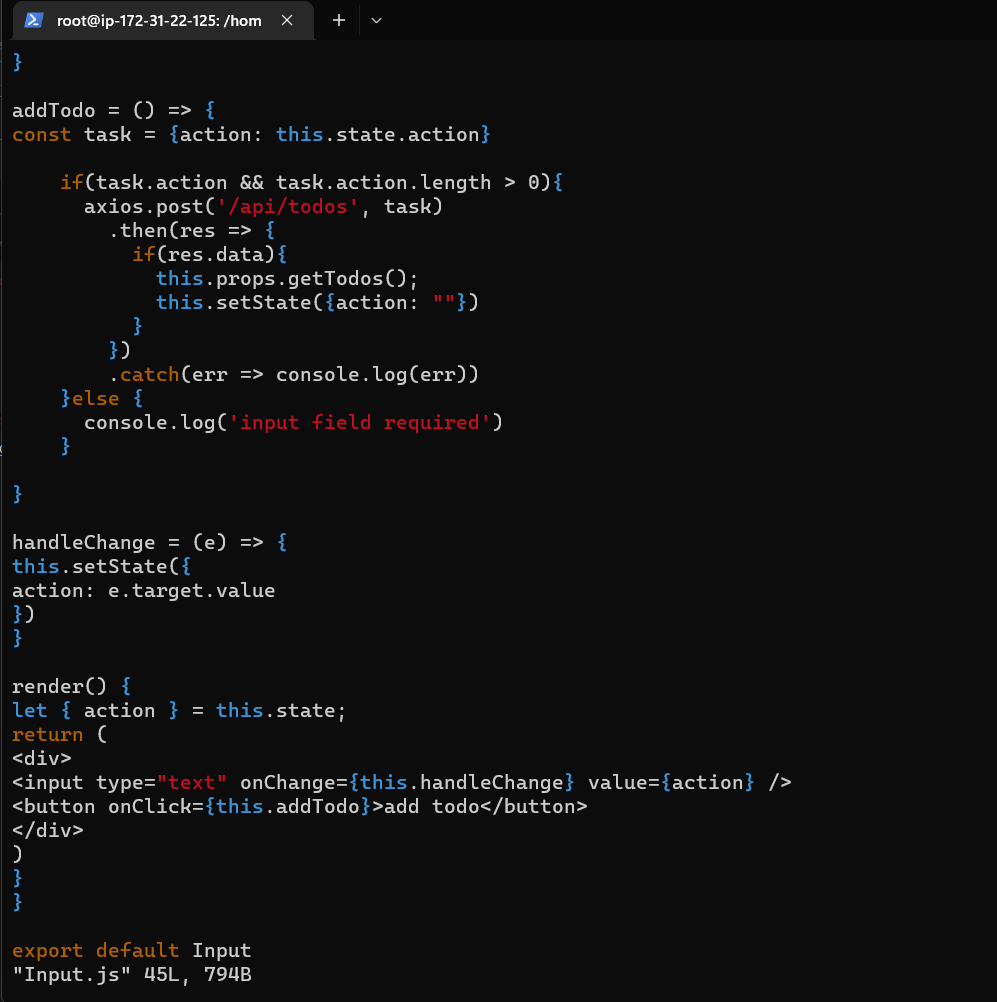 root@ip-172-31-22-125: /hom
}
addTodo = () => {
const task = {action: this.state.action}
    if(task.action && task.action.length > 0){
      axios.post('/api/todos', task)
        .then(res => {
          if(res.data){
            this.props.getTodos();
            this.setState({action: ""})
          }
        })
        .catch(err => console.log(err))
    }else {
      console.log('input field required')
    }
}
handleChange = (e) => {
this.setState({
action: e.target.value
})
}
render() {
let { action } = this.state;
return (
<div>
<input type="text" onChange={this.handleChange} value={action} />
<button onClick={this.addTodo}>add todo</button>
</div>
)
}
}
export default Input
"Input.js" 45L, 794B